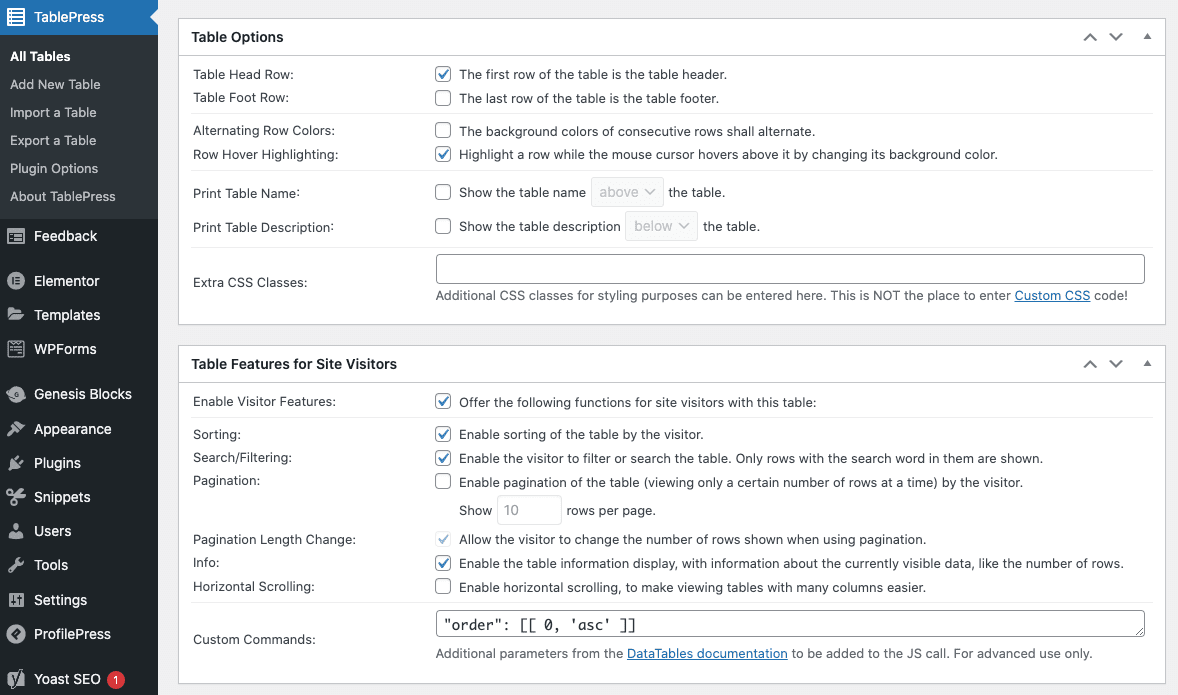 TablePress
All Tables
Add New Table
Import a Table
Export a Table
Plugin Options
About TablePress
Feedback
Elementor
Templates
WPForms
Genesis Blocks
Appearance
Plugins
Snippets
Users
Tools
Settings
ProfilePress
Yoast SEO 1
Table Options
Table Head Row: The first row of the table is the table header.
Table Foot Row: The last row of the table is the table footer.
Alternating Row Colors: The background colors of consecutive rows shall alternate.
Row Hover Highlighting: Highlight a row while the mouse cursor hovers above it by changing its background color.
Print Table Name: Show the table name above the table.
Print Table Description: Show the table description below the table.
Extra CSS Classes:
Additional CSS classes for styling purposes can be entered here. This is NOT the place to enter Custom CSS code!
Table Features for Site Visitors
Enable Visitor Features: Offer the following functions for site visitors with this table:
Sorting: Enable sorting of the table by the visitor.
Search/Filtering: Enable the visitor to filter or search the table. Only rows with the search word in them are shown.
Pagination: Enable pagination of the table (viewing only a certain number of rows at a time) by the visitor.
Show 10 rows per page.
Pagination Length Change: Allow the visitor to change the number of rows shown when using pagination.
Info: Enable the table information display, with information about the currently visible data, like the number of rows.
Horizontal Scrolling: Enable horizontal scrolling, to make viewing tables with many columns easier.
Custom Commands: "order": [[ 0, 'asc' ]]
Additional parameters from the DataTables documentation to be added to the JS call. For advanced use only.